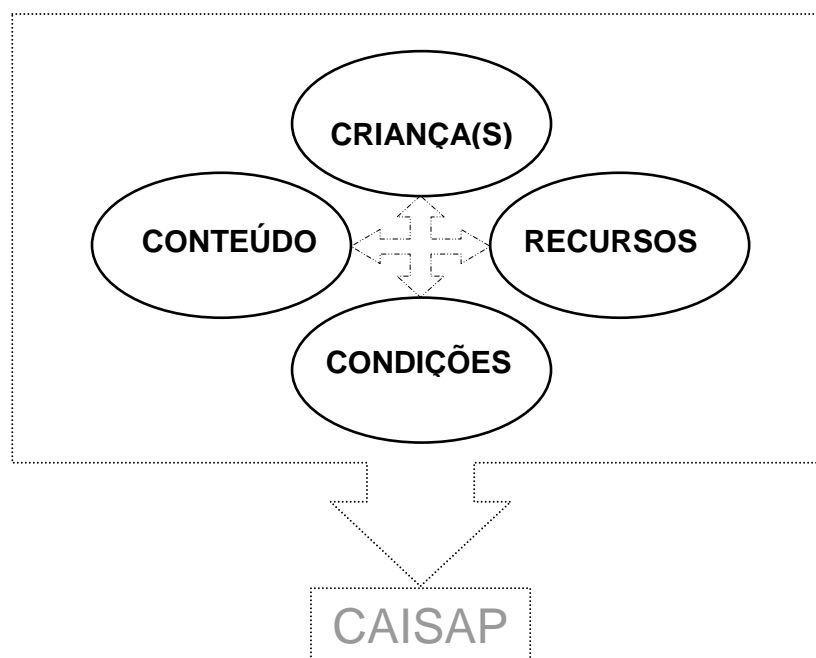 CRIANÇA(S)
CONTEÚDO
RECURSOS
CONDIÇÕES
CAISAP